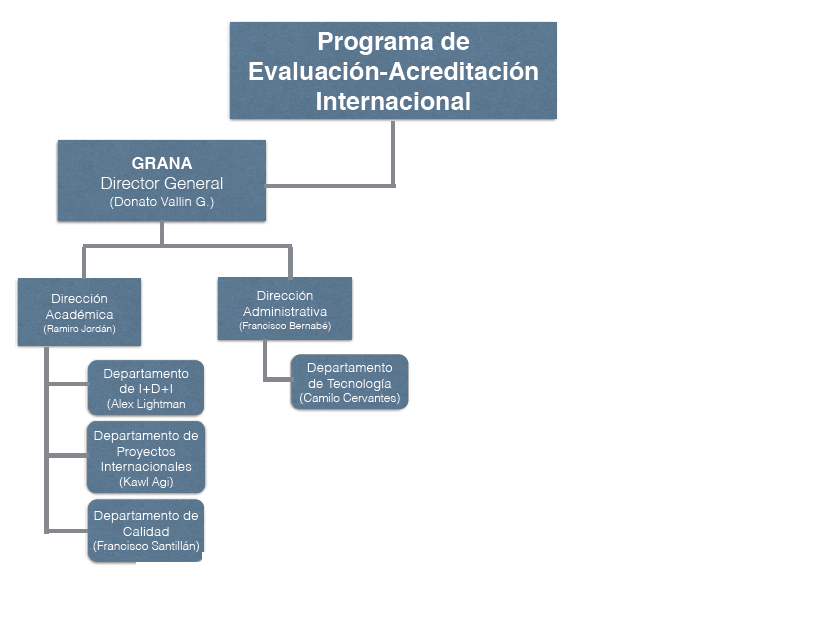 Programa de
Evaluación-Acreditación
Internacional
GRANA
Director General
(Donato Vallin G.)
Dirección
Académica
(Ramiro Jordán)
Dirección
Administrativa
(Francisco Bernabé)
Departamento
de I+D+I
(Alex Lightman
Departamento de
Proyectos
Internacionales
(Kawl Agi)
Departamento de
Calidad
(Francisco Santillán)
Departamento
de Tecnología
(Camilo Cervantes)